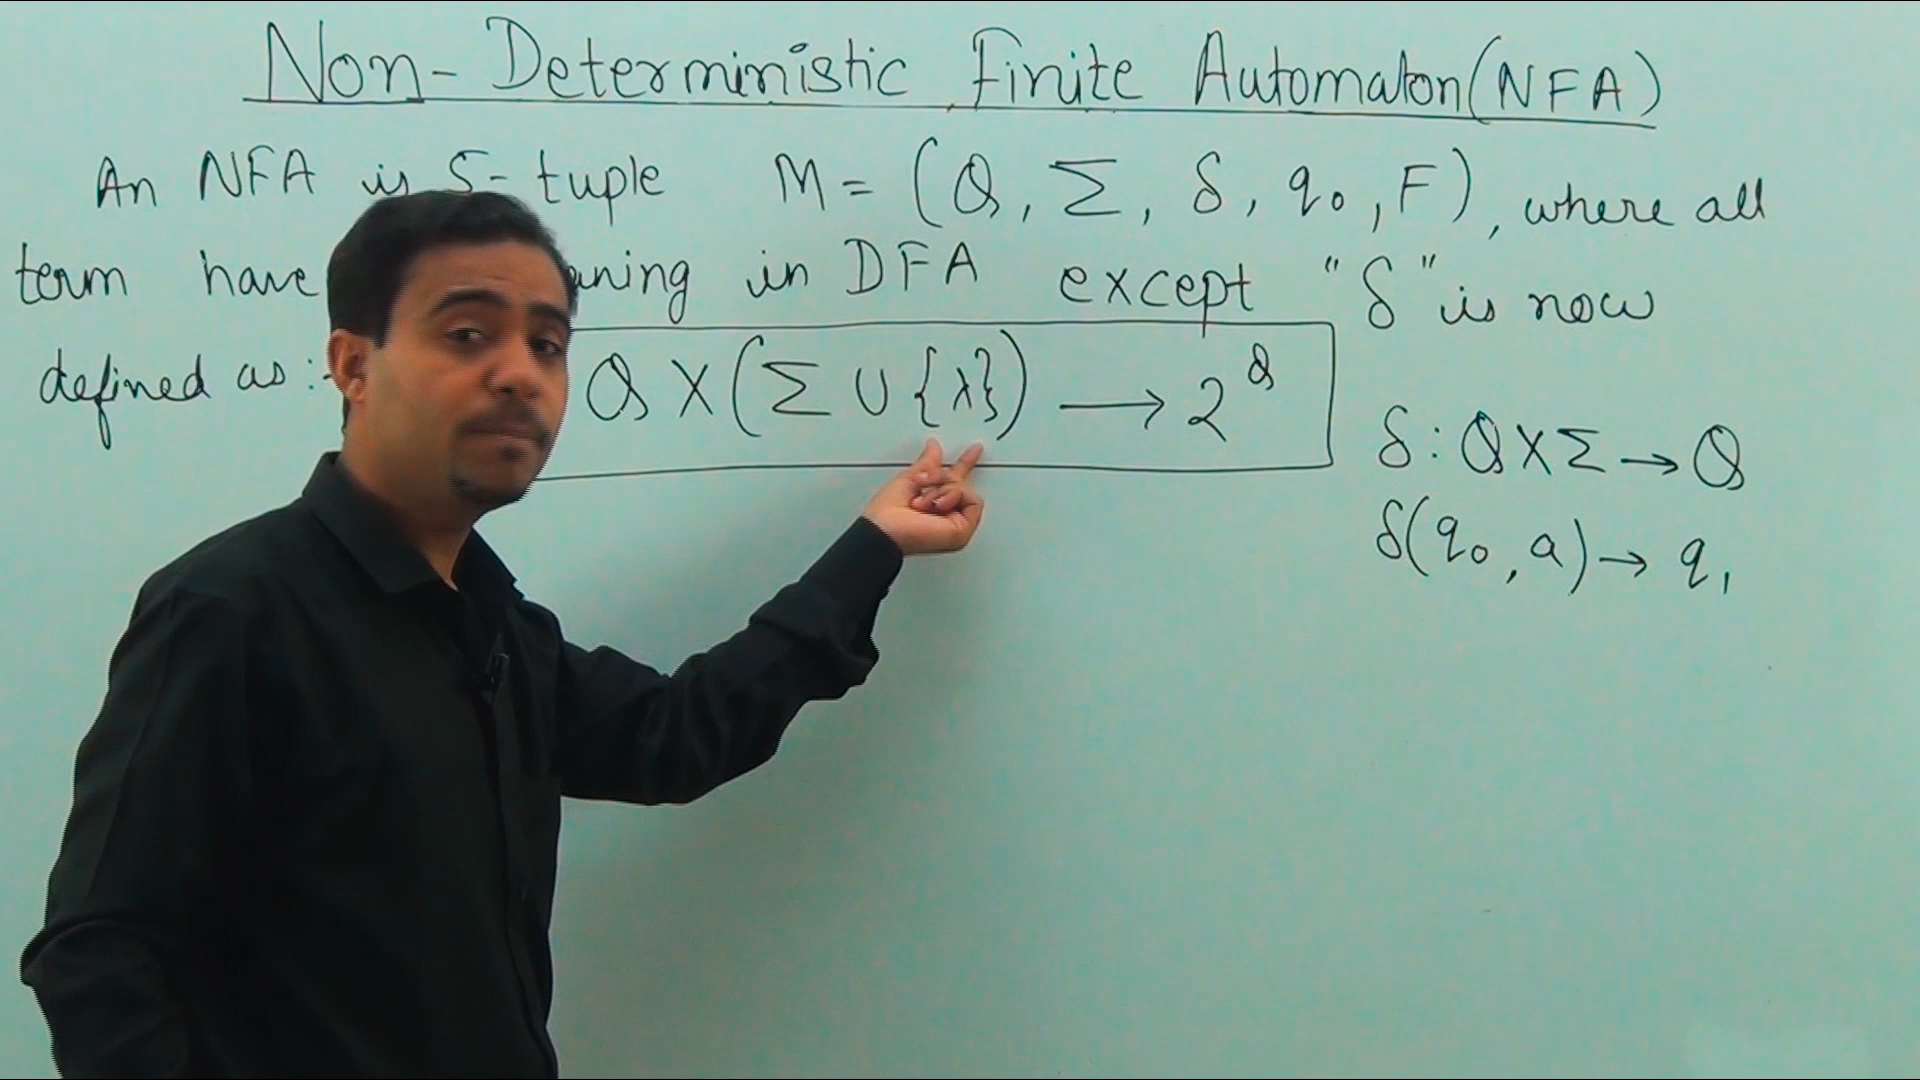 Non-Deterministic Finite Automaton(NFA)
An NFA is 5-tuple M = (Q, Σ, δ, q₀, F), where all
term have in DFA except "δ" is now
defined as :-
Q X (Σ ∪ {λ}) → 2^Q
δ : Q X Σ → Q
δ(q₀, a) → q₁